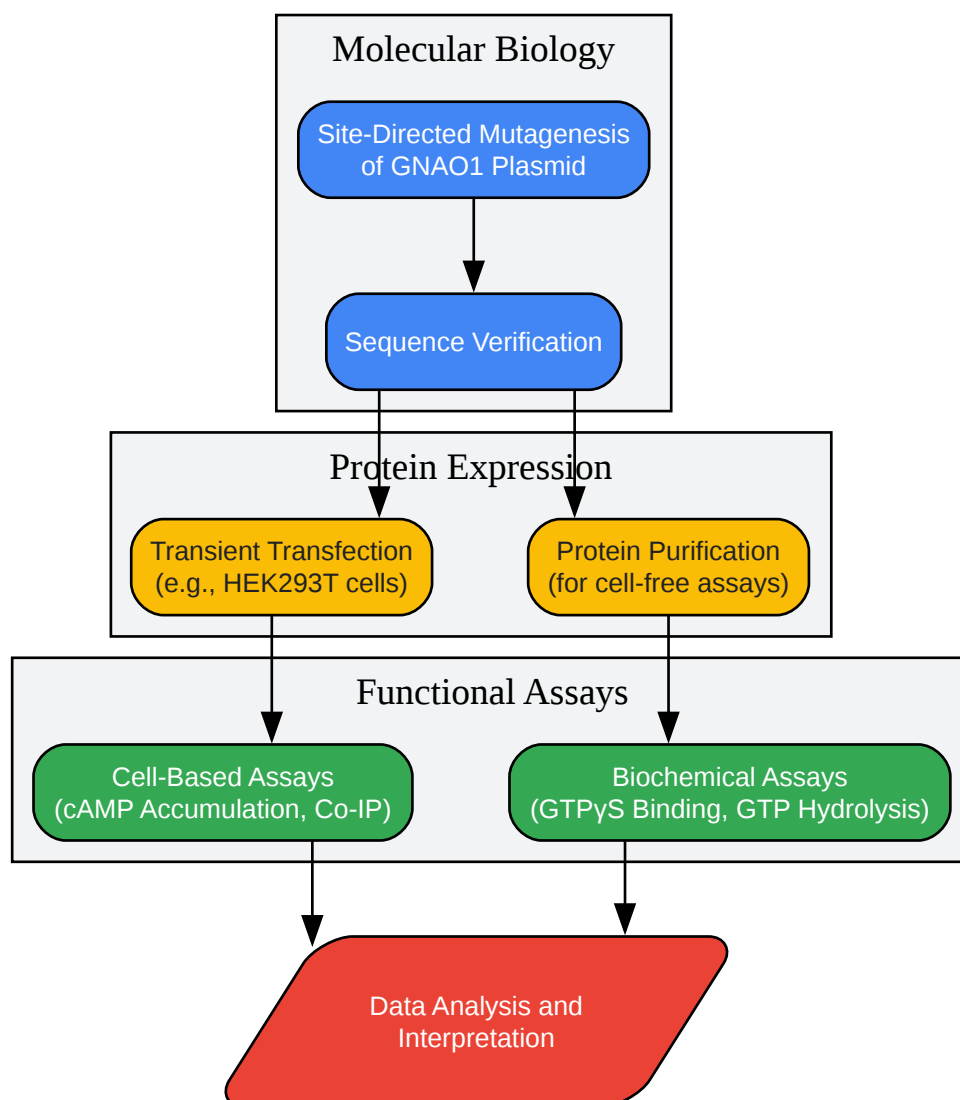 Molecular Biology
Site-Directed Mutagenesis
of GNAO1 Plasmid
Sequence Verification
Protein Expression
Transient Transfection
(e.g., HEK293T cells)
Protein Purification
(for cell-free assays)
Functional Assays
Cell-Based Assays
(cAMP Accumulation, Co-IP)
Biochemical Assays
(GTPγS Binding, GTP Hydrolysis)
Data Analysis and
Interpretation